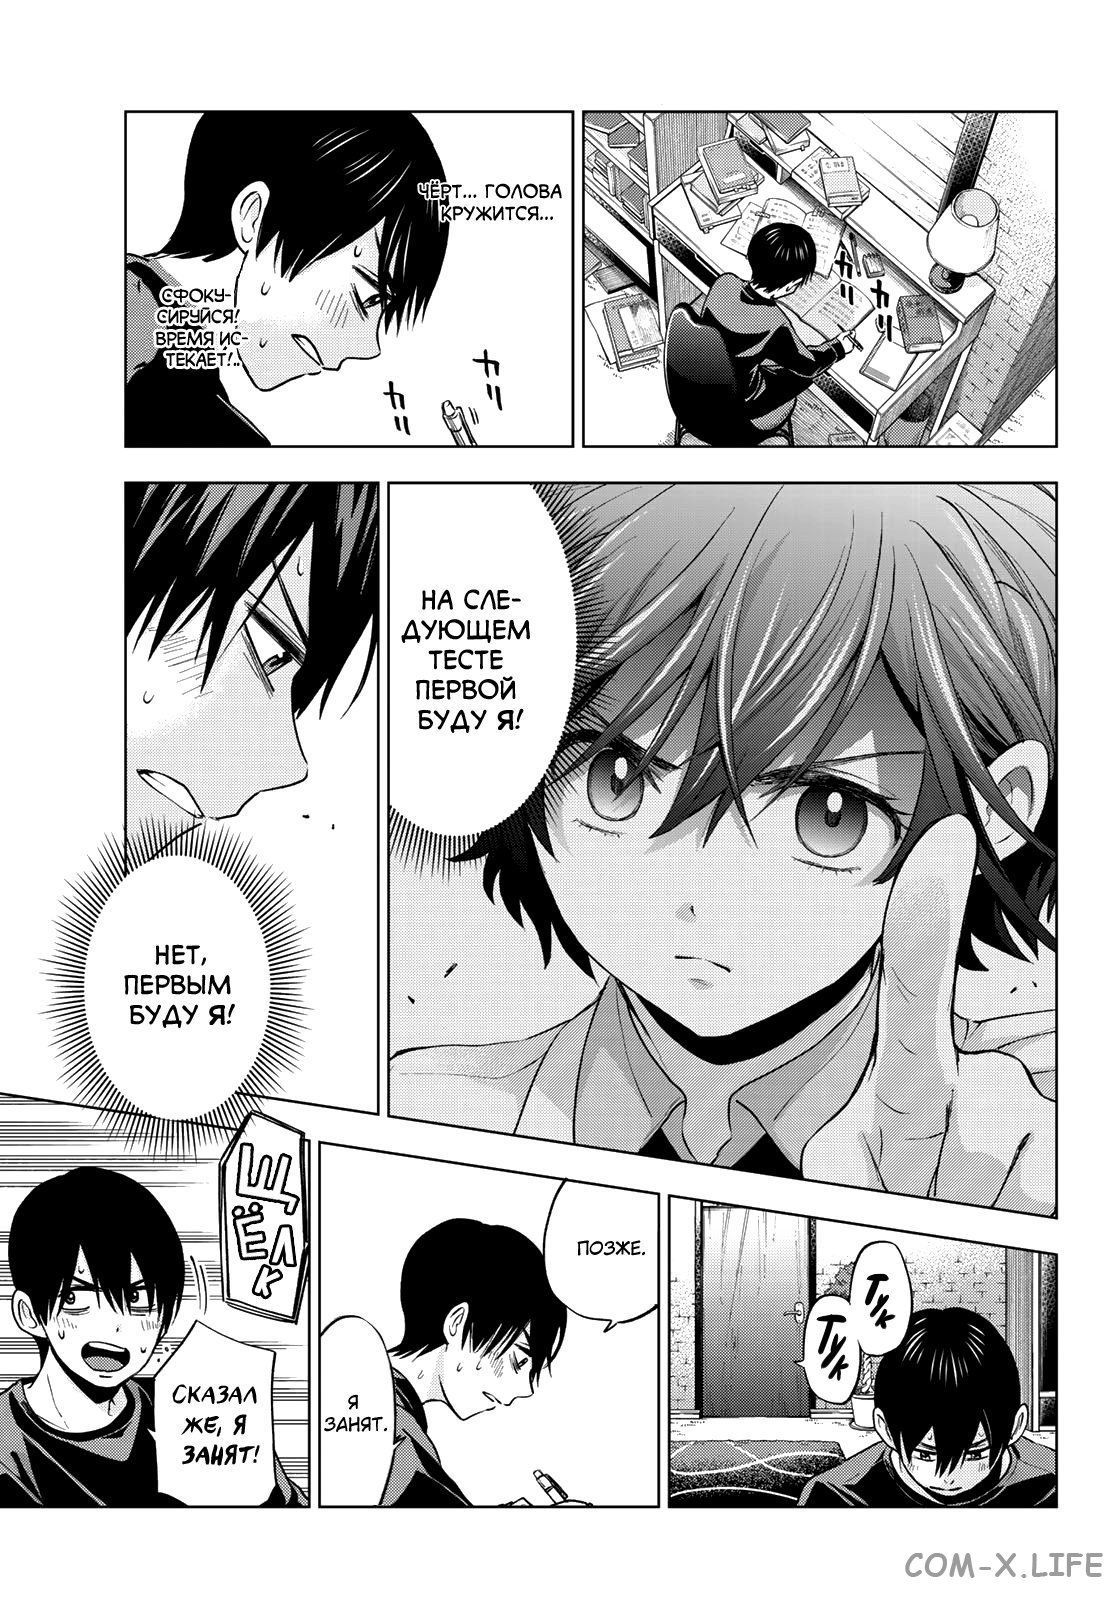 ЧЁРТ... ГОЛОВА
КРУЖИТСЯ...
СФОКУ-
СИРУЙСЯ!
ВРЕМЯ ИС-
ТЕКАЕТ!..
НА СЛЕ-
ДУЮЩЕМ
ТЕСТЕ
ПЕРВОЙ
БУДУ Я!
НЕТ,
ПЕРВЫМ
БУДУ Я!
ТУК
ТУК
ПОЗЖЕ.
Я
ЗАНЯТ.
ЩЁЛК
СКАЗАЛ
ЖЕ, Я
ЗАНЯТ!
COM-X.LIFE